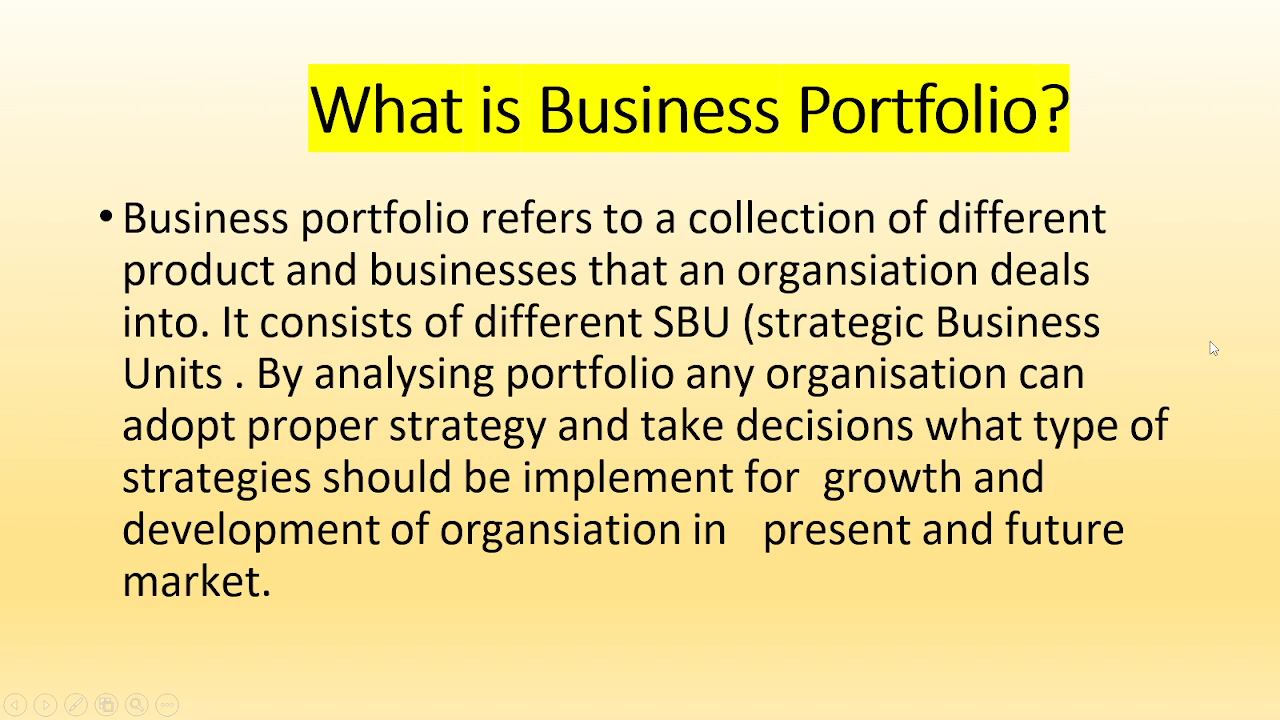 What is Business Portfolio?
• Business portfolio refers to a collection of different
product and businesses that an organsiation deals
into. It consists of different SBU (strategic Business
Units . By analysing portfolio any organisation can
adopt proper strategy and take decisions what type of
strategies should be implement for  growth and
development of organsiation in   present and future
market.